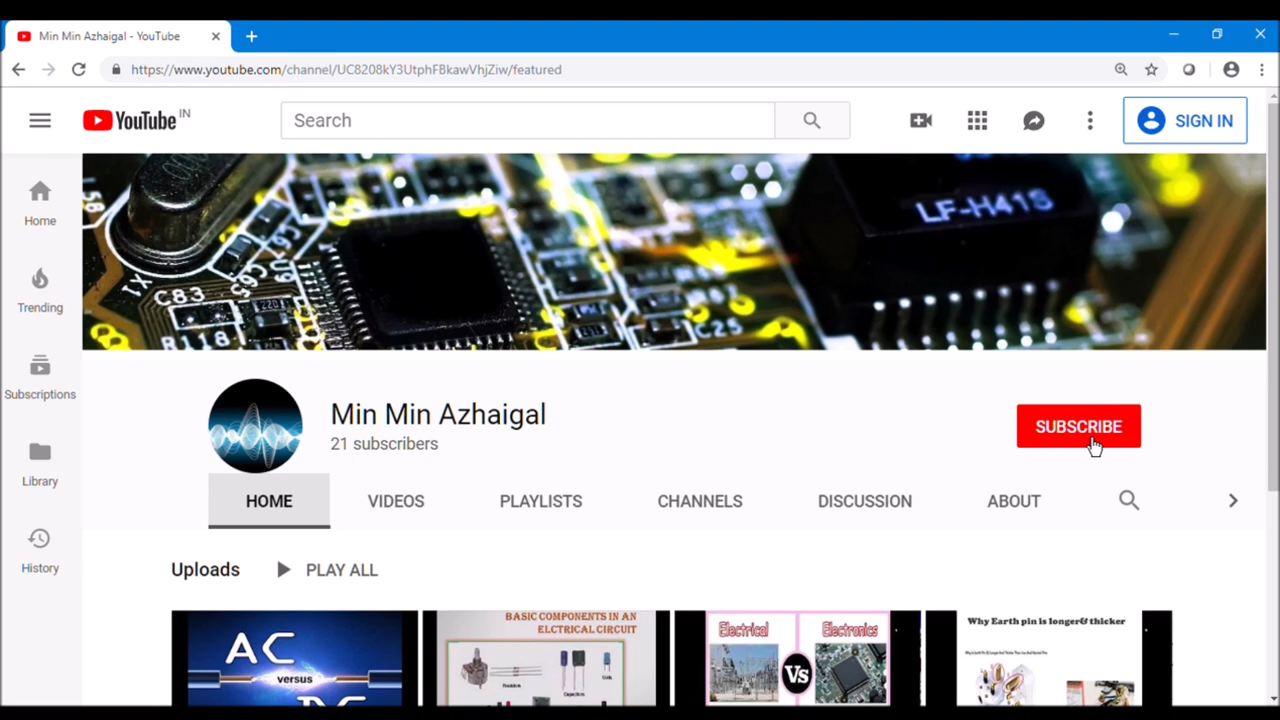 Min Min Azhaigal - YouTube
https://www.youtube.com/channel/UC8208kY3UtphFBkawVhjZiw/featured
YouTube IN
Search
SIGN IN
Home
Trending
Subscriptions
Library
History
58
X1
C83
R118
U9
C25
LF-H41S
Min Min Azhaigal
21 subscribers
SUBSCRIBE
HOME VIDEOS PLAYLISTS CHANNELS DISCUSSION ABOUT
Uploads PLAY ALL
AC
versus
BASIC COMPONENTS IN AN
ELCTRICAL CIRCUIT
Electrical Electronics
Vs
Why Earth pin is longer& thicker